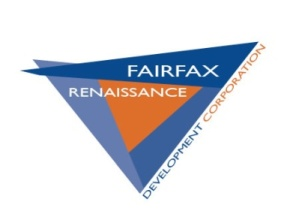 FAIRFAX
RENAISSANCE
DEVELOPMENT CORPORATION